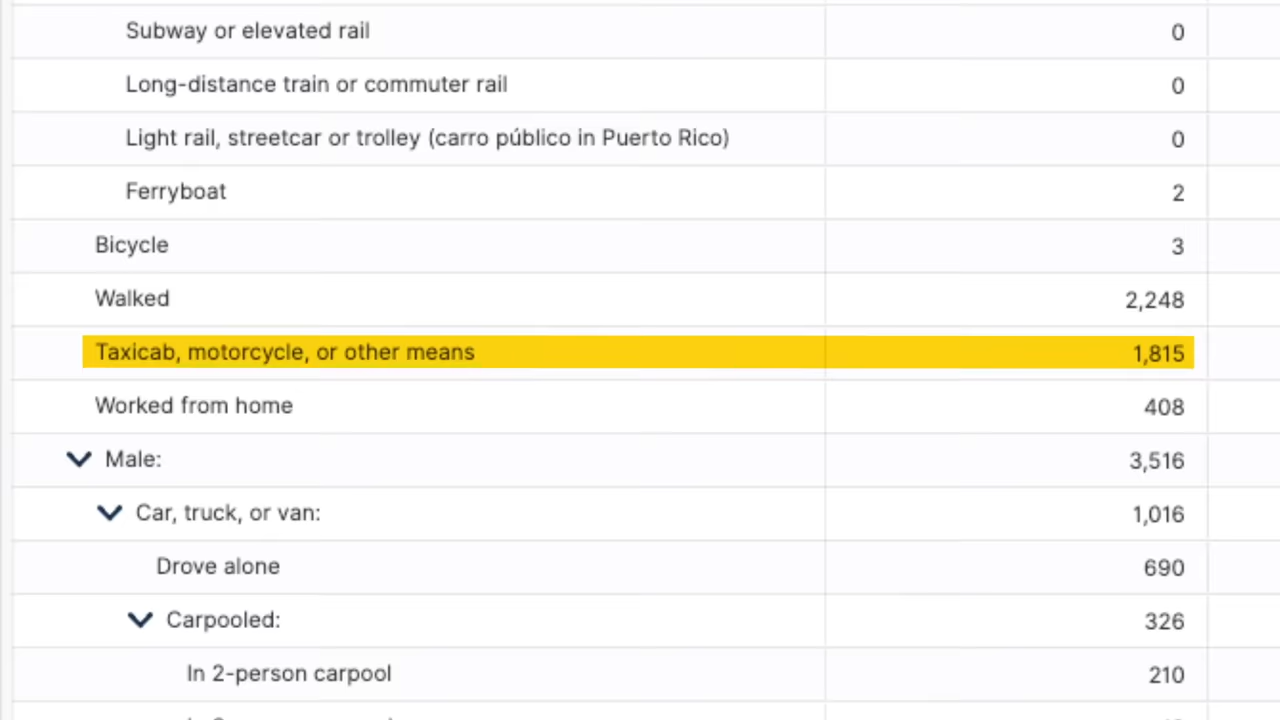 Subway or elevated rail 0
Long-distance train or commuter rail 0
Light rail, streetcar or trolley (carro público in Puerto Rico) 0
Ferryboat 2
Bicycle 3
Walked 2,248
Taxicab, motorcycle, or other means 1,815
Worked from home 408
Male: 3,516
Car, truck, or van: 1,016
Drove alone 690
Carpooled: 326
In 2-person carpool 210